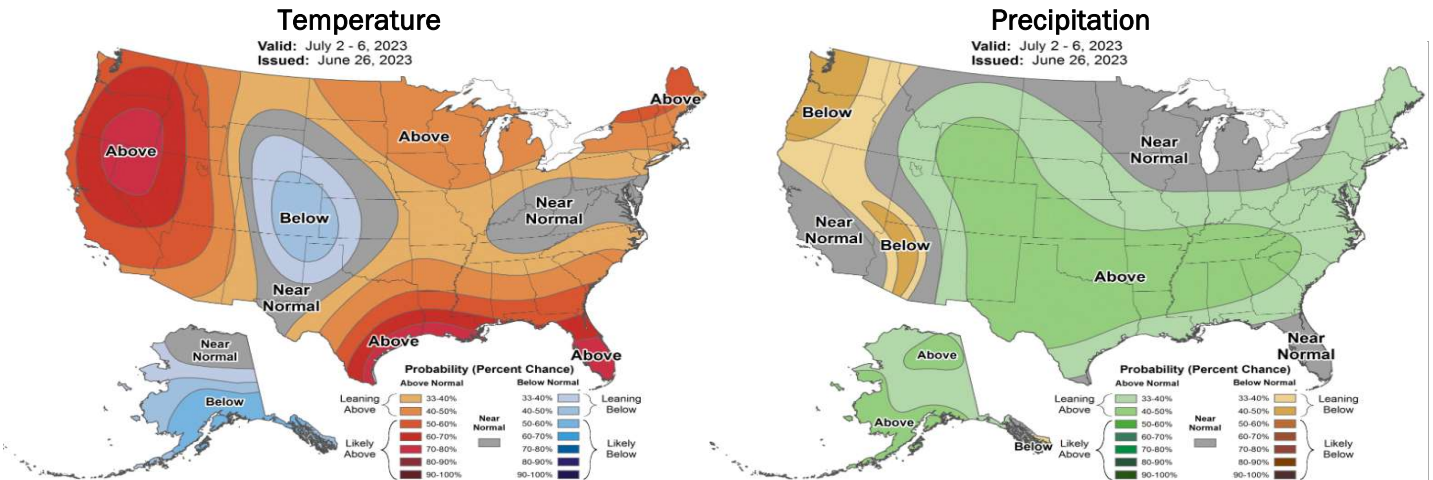 Temperature
Valid: July 2 - 6, 2023
Issued: June 26, 2023
Above
Above
Above
Below
Near
Normal
Near
Normal
Above
Above
Near
Normal
Below
Probability (Percent Chance)
Above Normal
Below Normal
Leaning
Above
33-40%
40-50%
50-60%
60-70%
70-80%
80-90%
90-100%
Likely
Above
Near
Normal
33-40%
40-50%
50-60%
60-70%
70-80%
80-90%
90-100%
Leaning
Below
Likely
Below
Precipitation
Valid: July 2 - 6, 2023
Issued: June 26, 2023
Below
Near
Normal
Near
Normal
Below
Above
Near
Normal
Above
Above
Below
Probability (Percent Chance)
Above Normal
Below Normal
Leaning
Above
33-40%
40-50%
50-60%
60-70%
70-80%
80-90%
90-100%
Likely
Above
Near
Normal
33-40%
40-50%
50-60%
60-70%
70-80%
80-90%
90-100%
Leaning
Below
Likely
Below